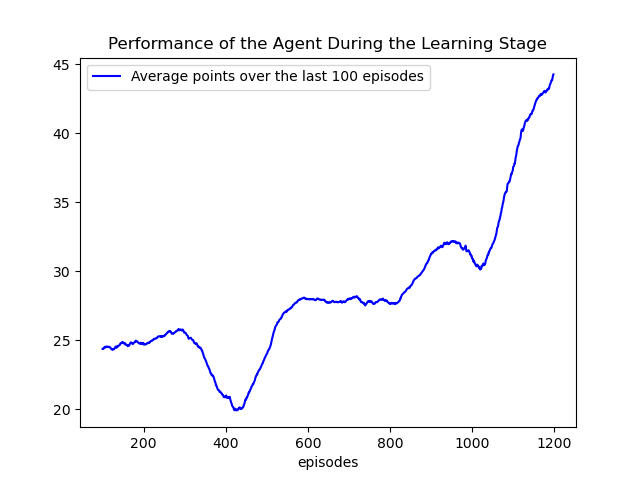 Performance of the Agent During the Learning Stage
Average points over the last 100 episodes
45
40
35
30
25
20
200 400 600 800 1000 1200
episodes